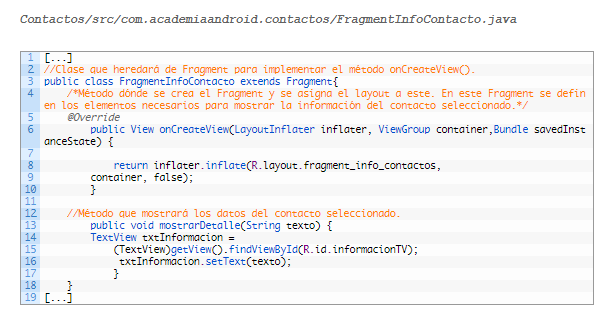 Contactos/src/com.academiaandroid.contactos/FragmentInfoContacto.java
1 [...]
2 //Clase que heredará de Fragment para implementar el método onCreateView().
3 public class FragmentInfoContacto extends Fragment{
4 /*Método dónde se crea el Fragment y se asigna el layout a este. En este Fragment se defin
en los elementos necesarios para mostrar la información del contacto seleccionado.*/
5 @Override
6 public View onCreateView(LayoutInflater inflater, ViewGroup container,Bundle savedInst
anceState) {
7
8 return inflater.inflate(R.layout.fragment_info_contactos,
9 container, false);
10 }
11
12 //Método que mostrará los datos del contacto seleccionado.
13 public void mostrarDetalle(String texto) {
14 TextView txtInformacion =
15 (TextView)getView().findViewById(R.id.informacionTV);
16 txtInformacion.setText(texto);
17 }
18 }
19 [...]